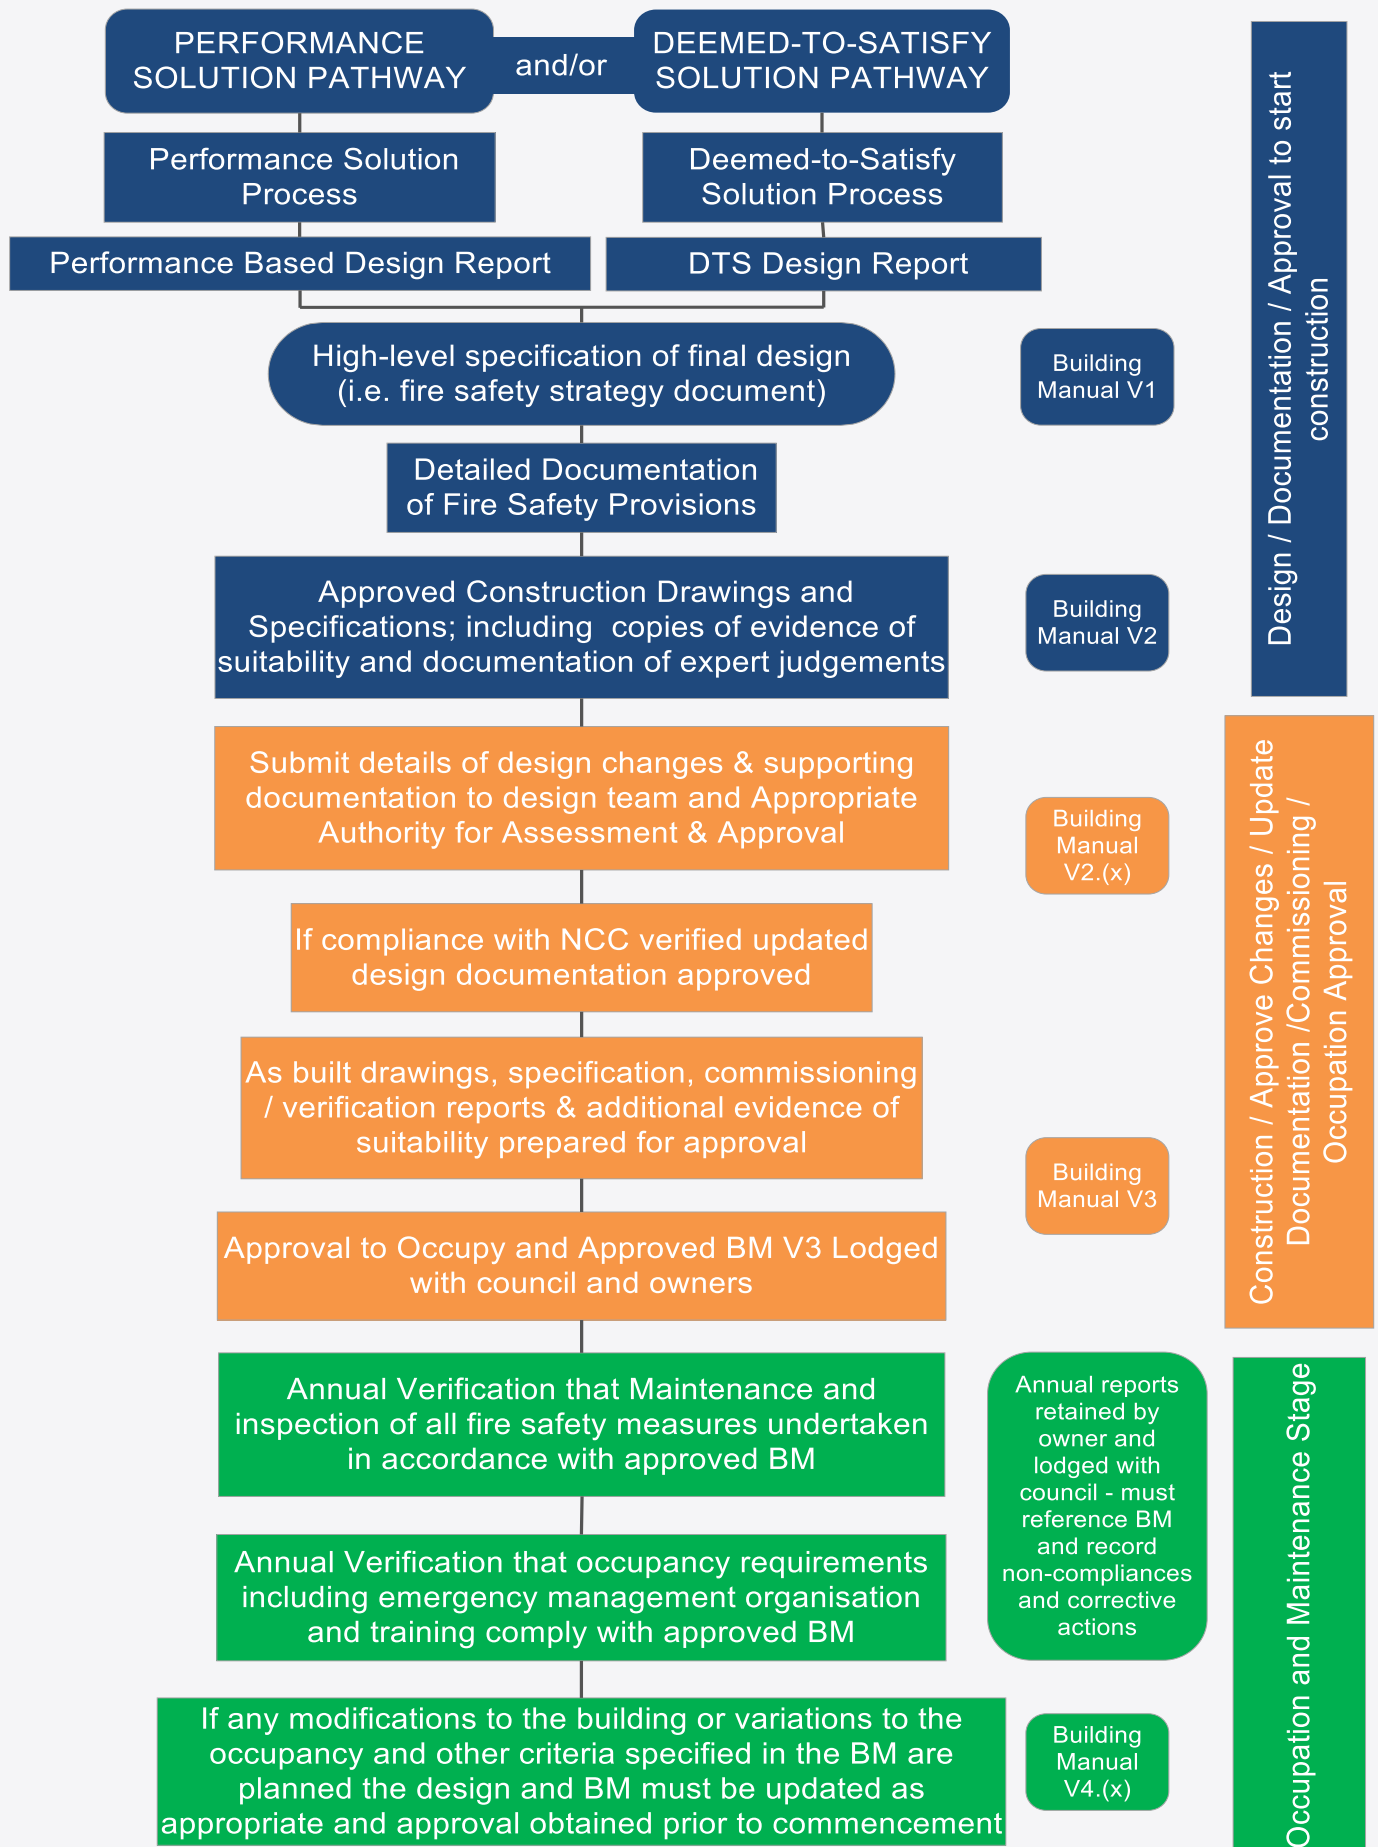 PERFORMANCE
SOLUTION PATHWAY
and/or
DEEMED-TO-SATISFY
SOLUTION PATHWAY
Performance Solution
Process
Deemed-to-Satisfy
Solution Process
Performance Based Design Report
DTS Design Report
High-level specification of final design
(i.e. fire safety strategy document)
Building
Manual V1
Detailed Documentation
of Fire Safety Provisions
Approved Construction Drawings and
Specifications; including  copies of evidence of
suitability and documentation of expert judgements
Building
Manual V2
Design / Documentation / Approval to start
construction
Submit details of design changes & supporting
documentation to design team and Appropriate
Authority for Assessment & Approval
Building
Manual
V2.(x)
If compliance with NCC verified updated
design documentation approved
As built drawings, specification, commissioning
/ verification reports & additional evidence of
suitability prepared for approval
Building
Manual V3
Approval to Occupy and Approved BM V3 Lodged
with council and owners
Construction / Approve Changes / Update
Documentation /Commissioning /
Occupation Approval
Annual Verification that Maintenance and
inspection of all fire safety measures undertaken
in accordance with approved BM
Annual Verification that occupancy requirements
including emergency management organisation
and training comply with approved BM
Annual reports
retained by
owner and
lodged with
council - must
reference BM
and record
non-compliances
and corrective
actions
If any modifications to the building or variations to the
occupancy and other criteria specified in the BM are
planned the design and BM must be updated as
appropriate and approval obtained prior to commencement
Building
Manual
V4.(x)
Occupation and Maintenance Stage